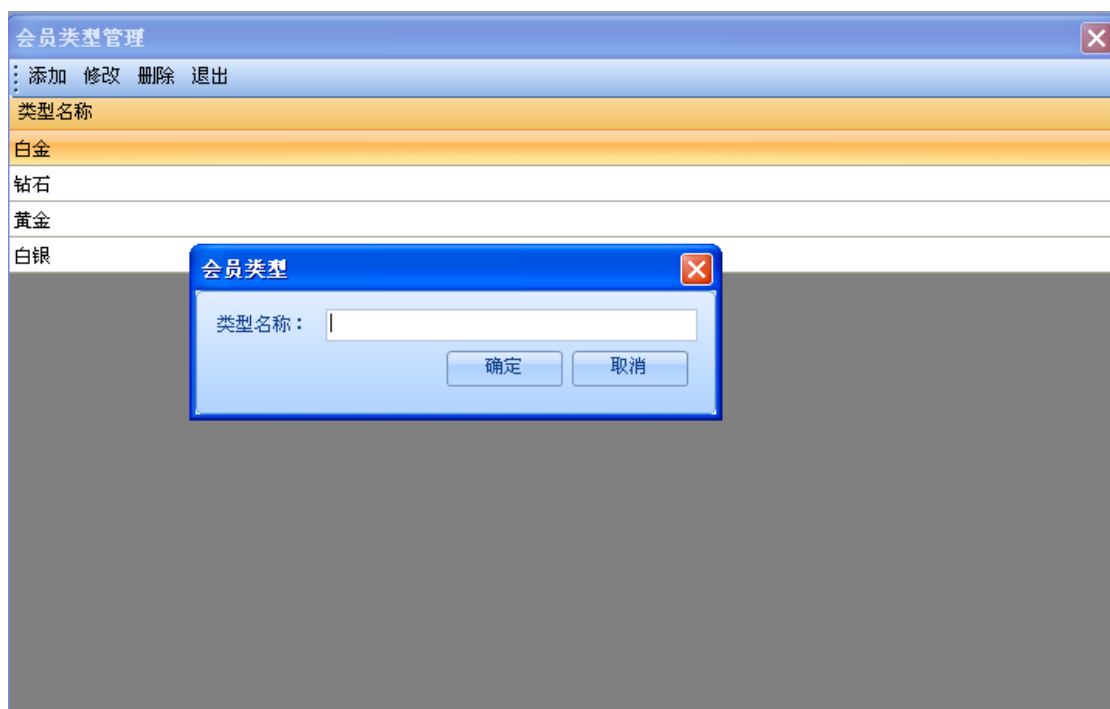 会员类型管理
添加 修改 删除 退出
类型名称
白金
钻石
黄金
白银
会员类型
类型名称：
确定 取消